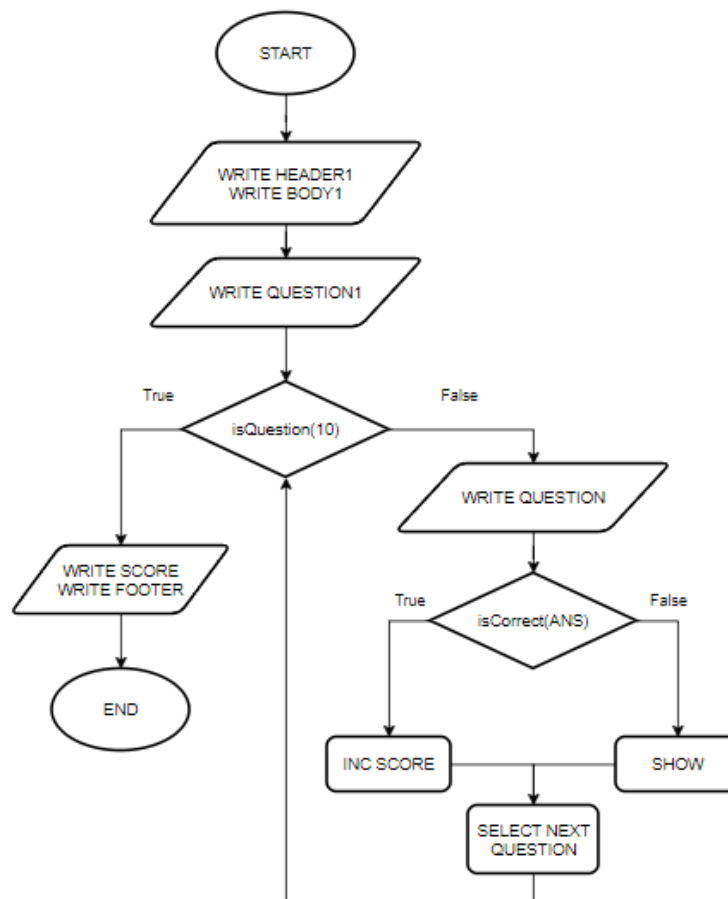 START
WRITE HEADER1
WRITE BODY1
WRITE QUESTION1
True
False
isQuestion(10)
WRITE QUESTION
WRITE SCORE
WRITE FOOTER
True
False
isCorrect(ANS)
END
INC SCORE
SHOW
SELECT NEXT
QUESTION